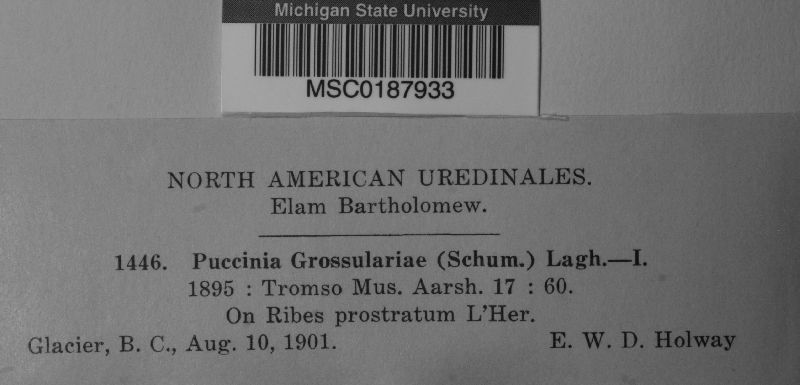 Michigan State University
MSC0187933
NORTH AMERICAN UREDINALES.
Elam Bartholomew.
1446. Puccinia Grossulariae (Schum.) Lagh.—I.
1895 : Tromso Mus. Aarsh. 17 : 60.
On Ribes prostratum L'Her.
Glacier, B. C., Aug. 10, 1901. E. W. D. Holway